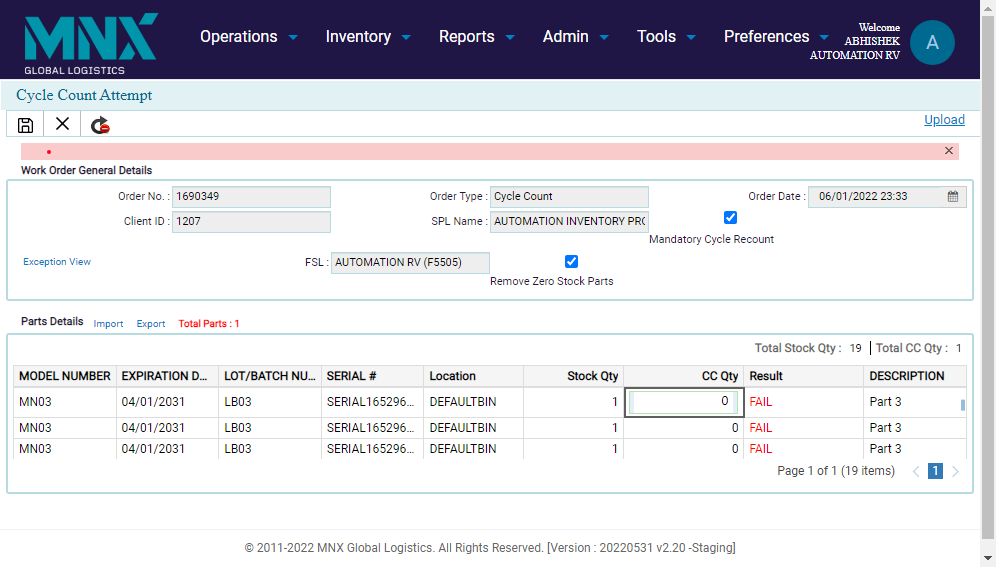 MNX
GLOBAL LOGISTICS
Operations Inventory Reports Admin Tools Preferences
Welcome
ABHISHEK
AUTOMATION RV
A
Cycle Count Attempt
Upload
Work Order General Details
Order No. : 1690349 Order Type : Cycle Count Order Date : 06/01/2022 23:33
Client ID : 1207 SPL Name : AUTOMATION INVENTORY PRO
Mandatory Cycle Recount
Exception View FSL : AUTOMATION RV (F5505)
Remove Zero Stock Parts
Parts Details Import Export Total Parts : 1
Total Stock Qty : 19 | Total CC Qty : 1
MODEL NUMBER EXPIRATION D... LOT/BATCH NU... SERIAL # Location Stock Qty CC Qty Result DESCRIPTION
MN03 04/01/2031 LB03 SERIAL165296... DEFAULTBIN 1 0 FAIL Part 3
MN03 04/01/2031 LB03 SERIAL165296... DEFAULTBIN 1 0 FAIL Part 3
MN03 04/01/2031 LB03 SERIAL165296... DEFAULTBIN 1 0 FAIL Part 3
Page 1 of 1 (19 items) 1
© 2011-2022 MNX Global Logistics. All Rights Reserved. [Version : 20220531 v2.20 -Staging]